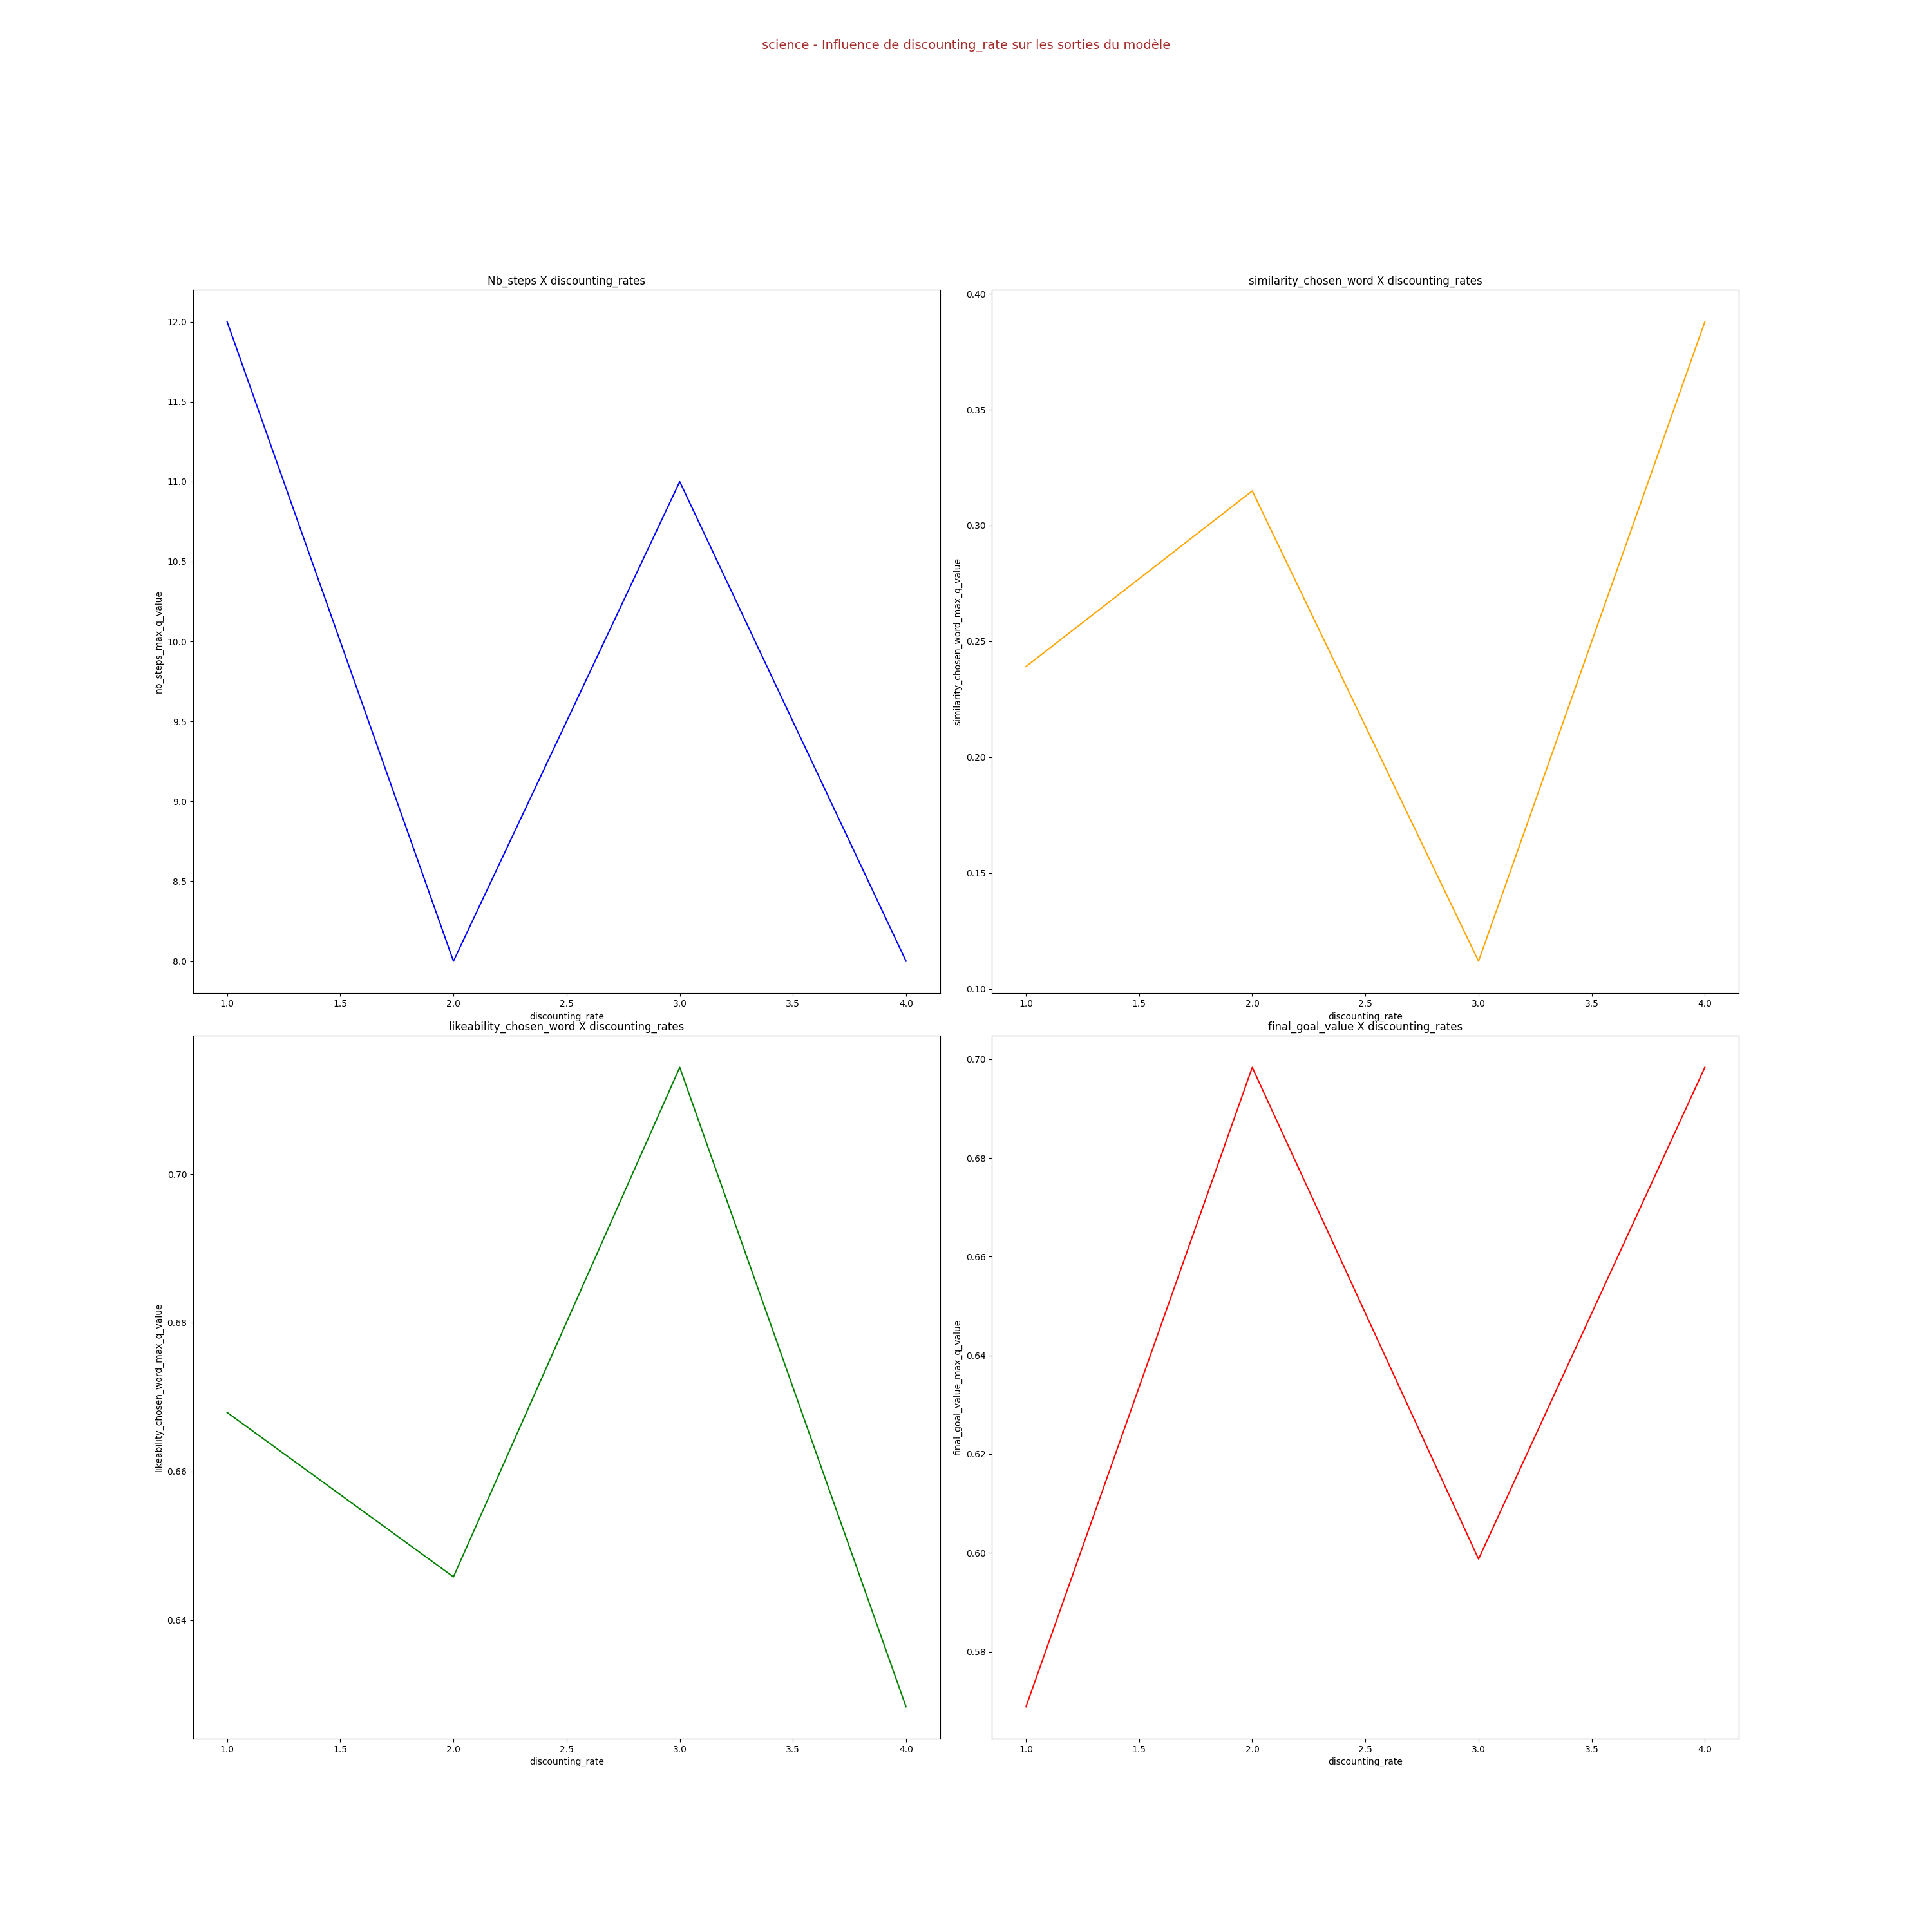 science - Influence de discounting_rate sur les sorties du modèle
Nb_steps X discounting_rates
nb_steps_max_q_value
12.0
11.5
11.0
10.5
10.0
9.5
9.0
8.5
8.0
1.0 1.5 2.0 2.5 3.0 3.5 4.0
discounting_rate
similarity_chosen_word X discounting_rates
similarity_chosen_word_max_q_value
0.40
0.35
0.30
0.25
0.20
0.15
0.10
1.0 1.5 2.0 2.5 3.0 3.5 4.0
discounting_rate
likeability_chosen_word X discounting_rates
likeability_chosen_word_max_q_value
0.70
0.68
0.66
0.64
1.0 1.5 2.0 2.5 3.0 3.5 4.0
discounting_rate
final_goal_value X discounting_rates
final_goal_value_max_q_value
0.70
0.68
0.66
0.64
0.62
0.60
0.58
1.0 1.5 2.0 2.5 3.0 3.5 4.0
discounting_rate